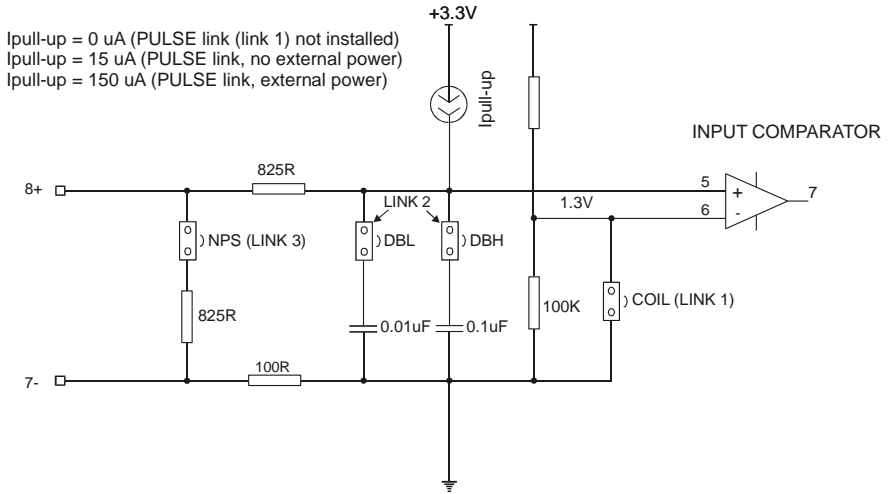 +3.3V
Ipull-up = 0 uA (PULSE link (link 1) not installed)
Ipull-up = 15 uA (PULSE link, no external power)
Ipull-up = 150 uA (PULSE link, external power)
Ipull-up
INPUT COMPARATOR
825R
8+
5
+
7
LINK 2
1.3V
6
-
NPS (LINK 3)
DBL
DBH
825R
100K
COIL (LINK 1)
0.01uF
0.1uF
100R
7-